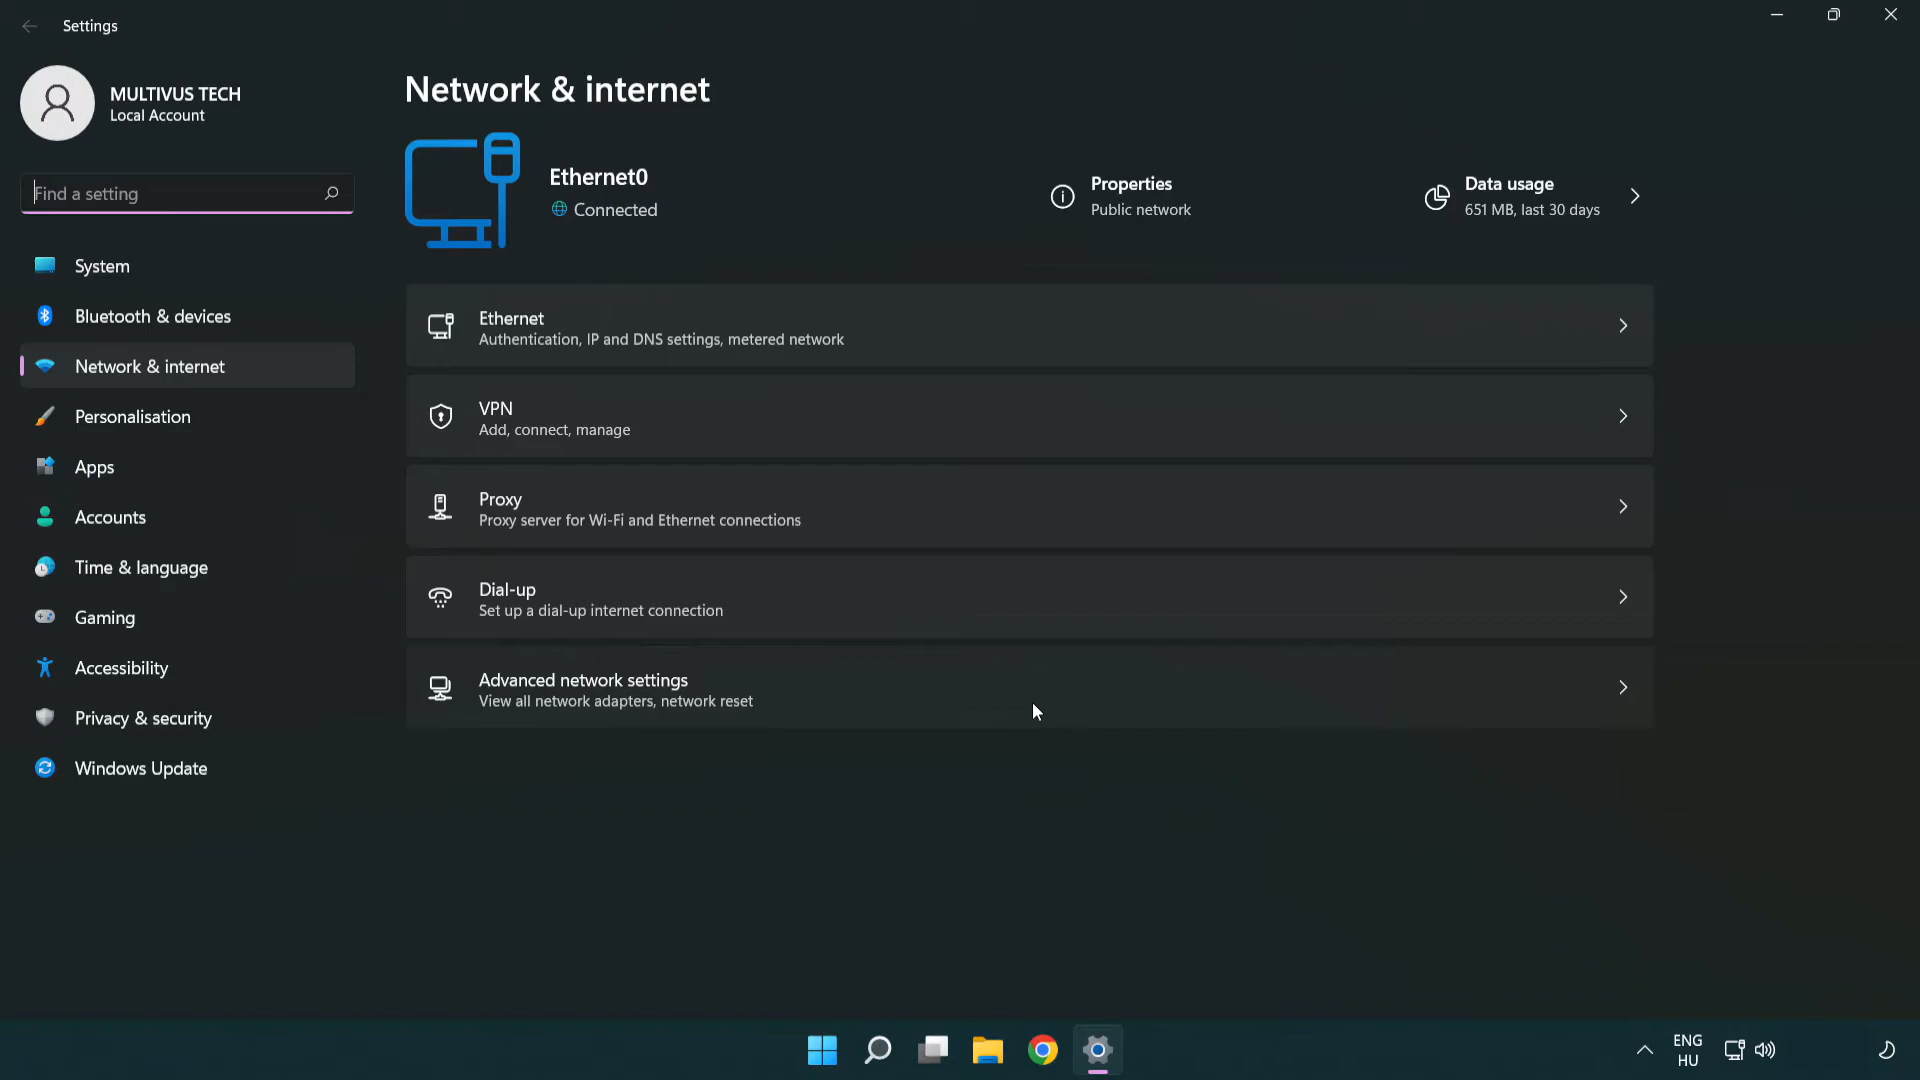 Settings
MULTIVUS TECH
Local Account
Find a setting
System
Bluetooth & devices
Network & internet
Personalisation
Apps
Accounts
Time & language
Gaming
Accessibility
Privacy & security
Windows Update
Network & internet
Ethernet0
Connected
Properties
Public network
Data usage
651 MB, last 30 days
Ethernet
Authentication, IP and DNS settings, metered network
VPN
Add, connect, manage
Proxy
Proxy server for Wi-Fi and Ethernet connections
Dial-up
Set up a dial-up internet connection
Advanced network settings
View all network adapters, network reset
ENG
HU